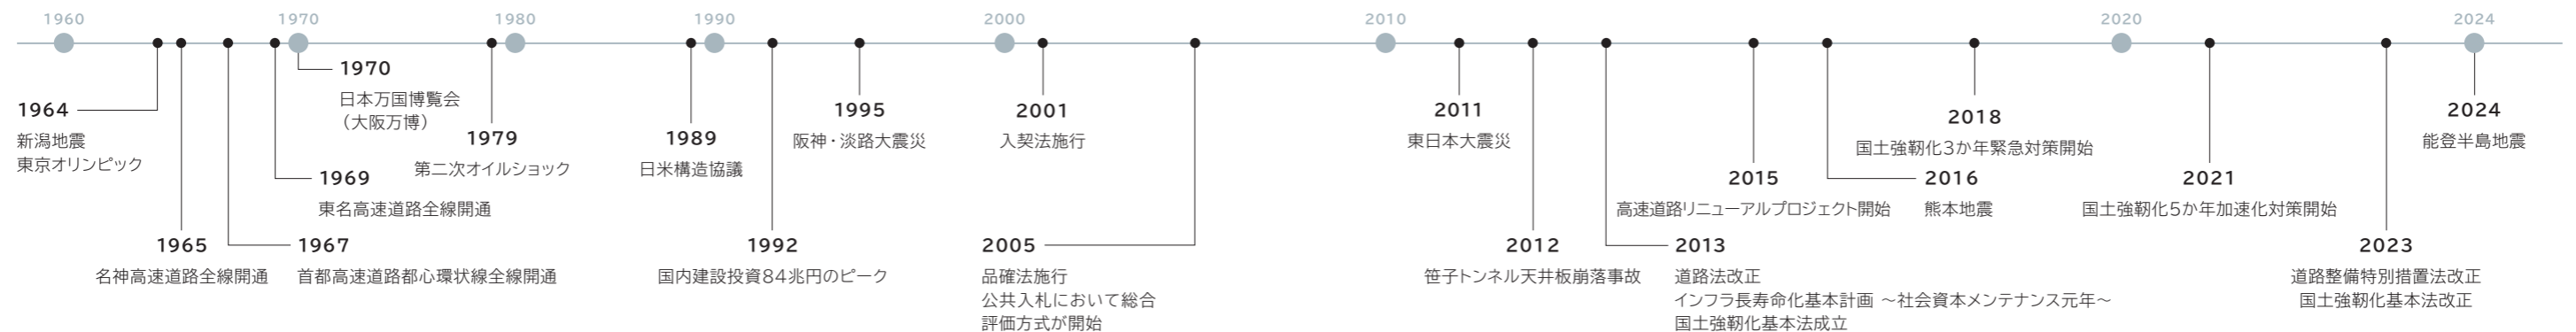 1960
1970
1980
1990
2000
2010
2020
2024
1964
新潟地震
東京オリンピック
1965
名神高速道路全線開通
1967
首都高速道路都心環状線全線開通
1969
東名高速道路全線開通
1970
日本万国博覧会
（大阪万博）
1979
第二次オイルショック
1989
日米構造協議
1992
国内建設投資84兆円のピーク
1995
阪神・淡路大震災
2001
入契法施行
2005
品確法施行
公共入札において総合
評価方式が開始
2011
東日本大震災
2012
笹子トンネル天井板崩落事故
2013
道路法改正
インフラ長寿命化基本計画 〜社会資本メンテナンス元年〜
国土強靭化基本法成立
2015
高速道路リニューアルプロジェクト開始
2016
熊本地震
2018
国土強靭化3か年緊急対策開始
2021
国土強靭化5か年加速化対策開始
2023
道路整備特別措置法改正
国土強靭化基本法改正
2024
能登半島地震